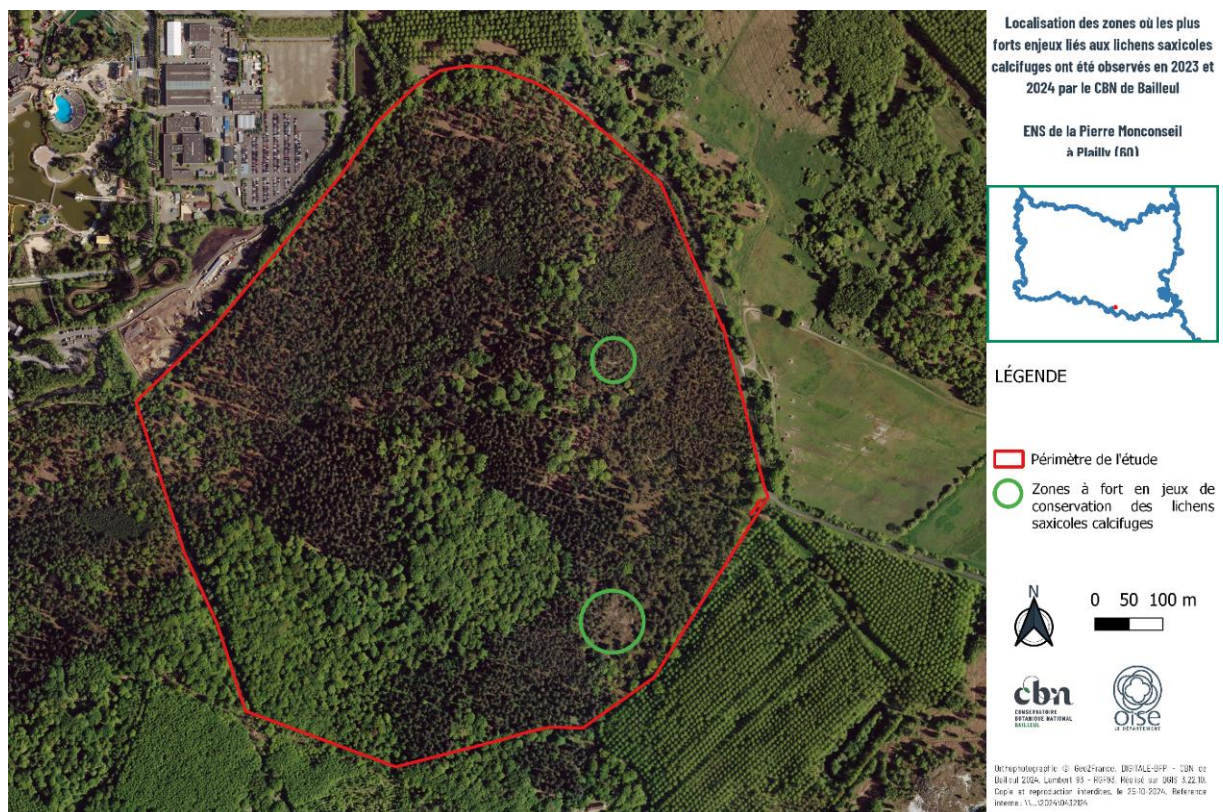 Localisation des zones où les plus
forts enjeux liés aux lichens saxicoles
calcifuges ont été observés en 2023 et
2024 par le CBN de Bailleul
ENS de la Pierre Monconseil
à Plailly (60)
LÉGENDE
Périmètre de l'étude
Zones à fort en jeux de
conservation des lichens
saxicoles calcifuges
N
0 50 100 m
cbn
CONSERVATOIRE
BOTANIQUE NATIONAL
BAILLEUL
oise
LE DÉPARTEMENT
Orthophotographie © Geo2France, DIGITALE-BFP - CBN de
Bailleul 2024. Lambert 93 - RGF93. Réalisé sur QGIS 3.22.10.
Copie et reproduction interdites, le 25-10-2024. Reference
interne :